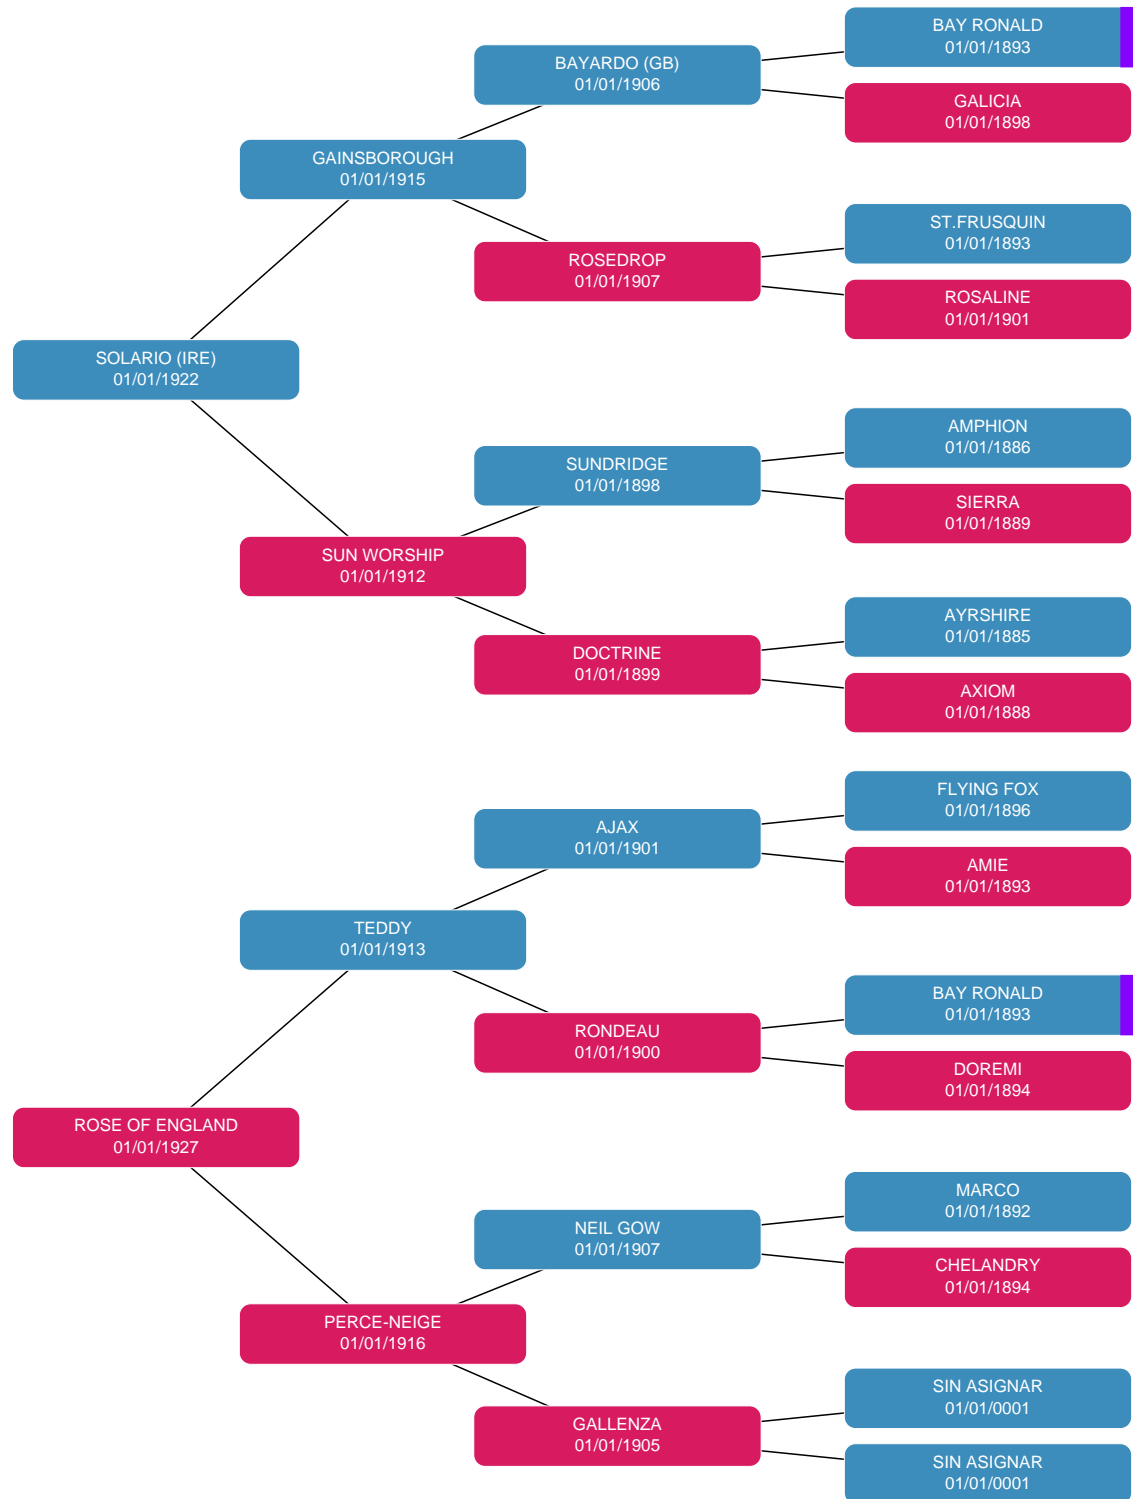 BAY RONALD
01/01/1893
BAYARDO (GB)
01/01/1906
GALICIA
01/01/1898
GAINSBOROUGH
01/01/1915
ST.FRUSQUIN
01/01/1893
ROSEDROP
01/01/1907
ROSALINE
01/01/1901
SOLARIO (IRE)
01/01/1922
AMPHION
01/01/1886
SUNDRIDGE
01/01/1898
SIERRA
01/01/1889
SUN WORSHIP
01/01/1912
AYRSHIRE
01/01/1885
DOCTRINE
01/01/1899
AXIOM
01/01/1888
FLYING FOX
01/01/1896
AJAX
01/01/1901
AMIE
01/01/1893
TEDDY
01/01/1913
BAY RONALD
01/01/1893
RONDEAU
01/01/1900
DOREMI
01/01/1894
ROSE OF ENGLAND
01/01/1927
MARCO
01/01/1892
NEIL GOW
01/01/1907
CHELANDRY
01/01/1894
PERCE-NEIGE
01/01/1916
SIN ASIGNAR
01/01/0001
GALLENZA
01/01/1905
SIN ASIGNAR
01/01/0001